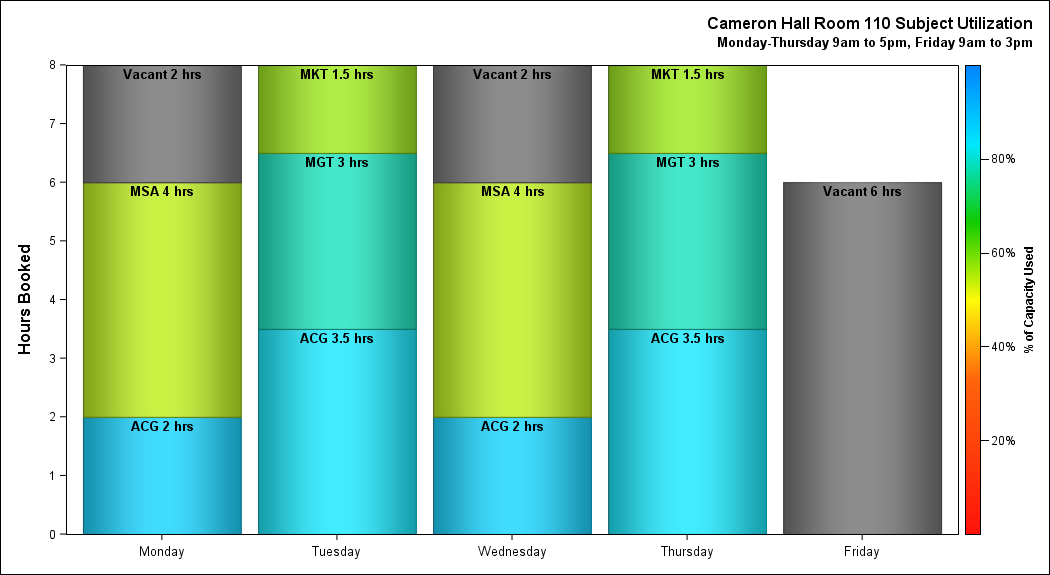 Cameron Hall Room 110 Subject Utilization
Monday-Thursday 9am to 5pm, Friday 9am to 3pm
Hours Booked
8
7
6
5
4
3
2
1
0
Vacant 2 hrs
MSA 4 hrs
ACG 2 hrs
MKT 1.5 hrs
MGT 3 hrs
ACG 3.5 hrs
Vacant 2 hrs
MSA 4 hrs
ACG 2 hrs
MKT 1.5 hrs
MGT 3 hrs
ACG 3.5 hrs
Vacant 6 hrs
Monday
Tuesday
Wednesday
Thursday
Friday
80%
60%
40%
20%
% of Capacity Used